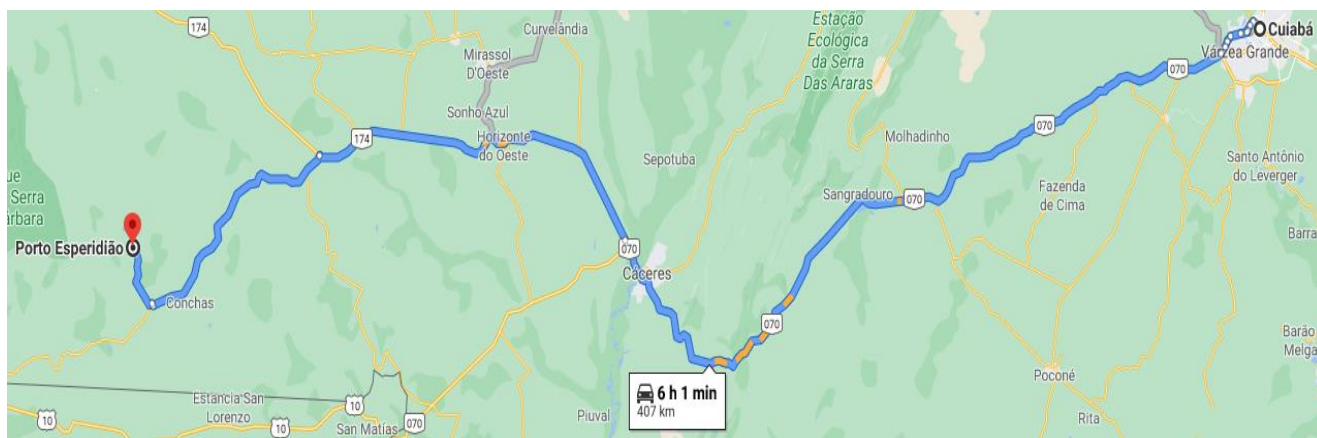 174
Curvelândia
Estação
Ecológica
da Serra
Das Araras
Cuiabá
Várzea Grande
070
Mirassol
D'Oeste
Sonho Azul
070
Molhadinho
174
Horizonte
do Oeste
Sepotuba
Santo Antônio
do Leverger
que
Serra
árbara
Sangradouro
070
Fazenda
de Cima
Porto Esperidião
070
Barra
Cáceres
Conchas
070
Barão
Melga
6 h 1 min
407 km
Poconé
Estancia San
Lorenzo
10
10
10
San Matías
070
Piuval
Rita